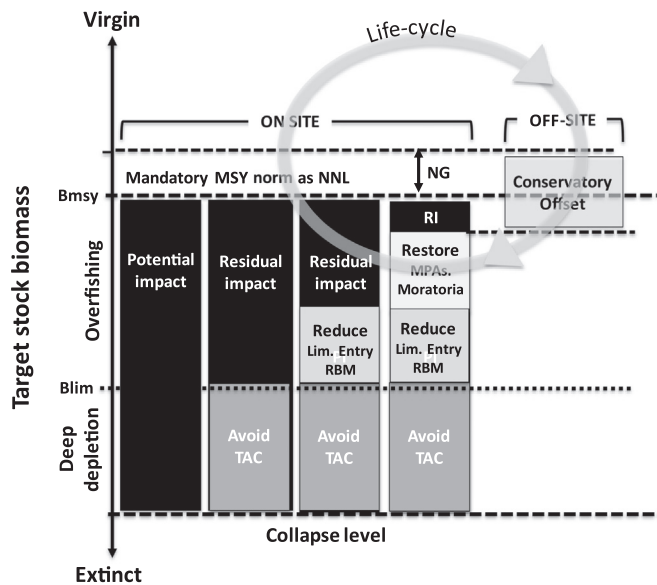 Virgin
Life-cycle
ON SITE
OFF-SITE
Mandatory MSY norm as NNL
NG
Conservatory
Offset
Bmsy
Target stock biomass
Overfishing
Potential
impact
Residual
impact
Residual
impact
RI
Restore
MPAs.
Moratoria
Reduce
Lim. Entry
RBM
Reduce
Lim. Entry
RBM
Blim
Deep
depletion
Avoid
TAC
Avoid
TAC
Avoid
TAC
Collapse level
Extinct